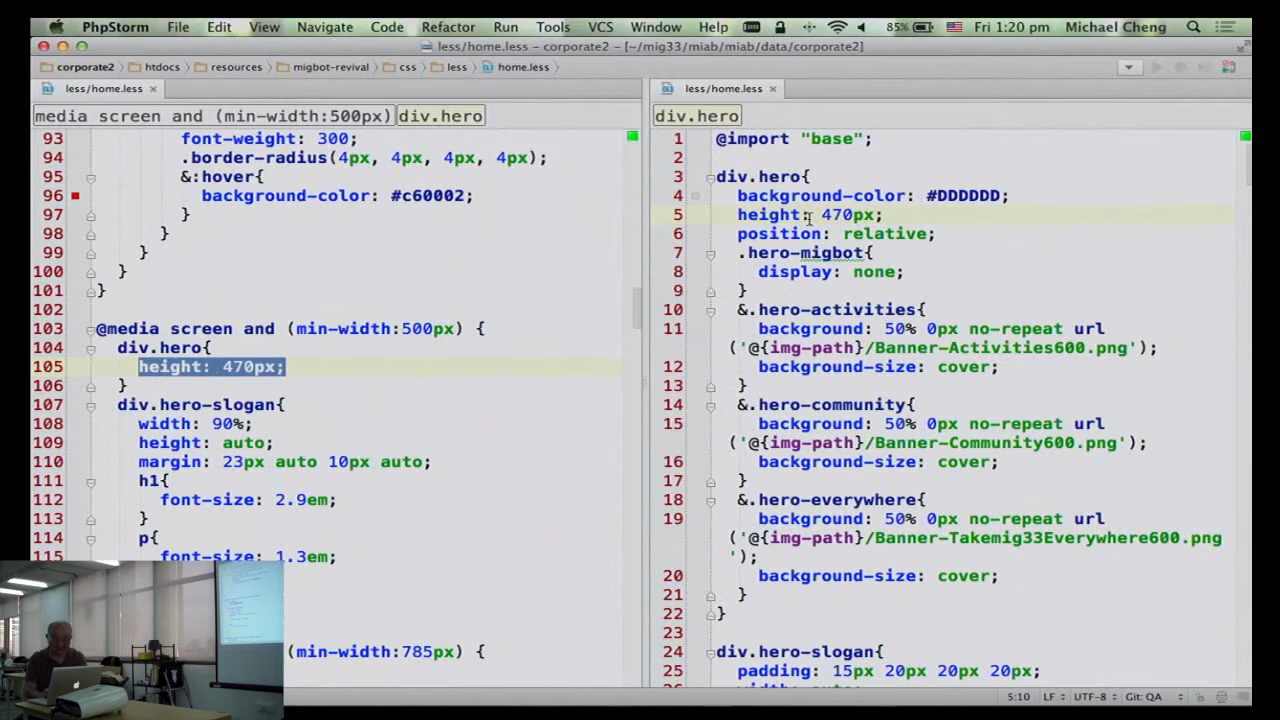 PhpStorm File Edit View Navigate Code Refactor Run Tools VCS Window Help 85% Fri 1:20 pm Michael Cheng
less/home.less - corporate2 - [~/mig33/miab/miab/data/corporate2]
corporate2 htdocs resources migbot-revival css less home.less
less/home.less
media screen and (min-width:500px) div.hero
93 font-weight: 300;
94 .border-radius(4px, 4px, 4px, 4px);
95 &:hover{
96 background-color: #c60002;
97 }
98 }
99 }
100 }
101 }
102
103 @media screen and (min-width:500px) {
104 div.hero{
105 height: 470px;
106 }
107 div.hero-slogan{
108 width: 90%;
109 height: auto;
110 margin: 23px auto 10px auto;
111 h1{
112 font-size: 2.9em;
113 }
114 p{
115 font-size: 1.3em;
(min-width:785px) {
less/home.less
div.hero
1 @import "base";
2
3 div.hero{
4 background-color: #DDDDDD;
5 height: 470px;
6 position: relative;
7 .hero-migbot{
8 display: none;
9 }
10 &.hero-activities{
11 background: 50% 0px no-repeat url
('@{img-path}/Banner-Activities600.png');
12 background-size: cover;
13 }
14 &.hero-community{
15 background: 50% 0px no-repeat url
('@{img-path}/Banner-Community600.png');
16 background-size: cover;
17 }
18 &.hero-everywhere{
19 background: 50% 0px no-repeat url
('@{img-path}/Banner-Takemig33Everywhere600.png
');
20 background-size: cover;
21 }
22 }
23
24 div.hero-slogan{
25 padding: 15px 20px 20px 20px;
5:10 LF UTF-8 Git: QA